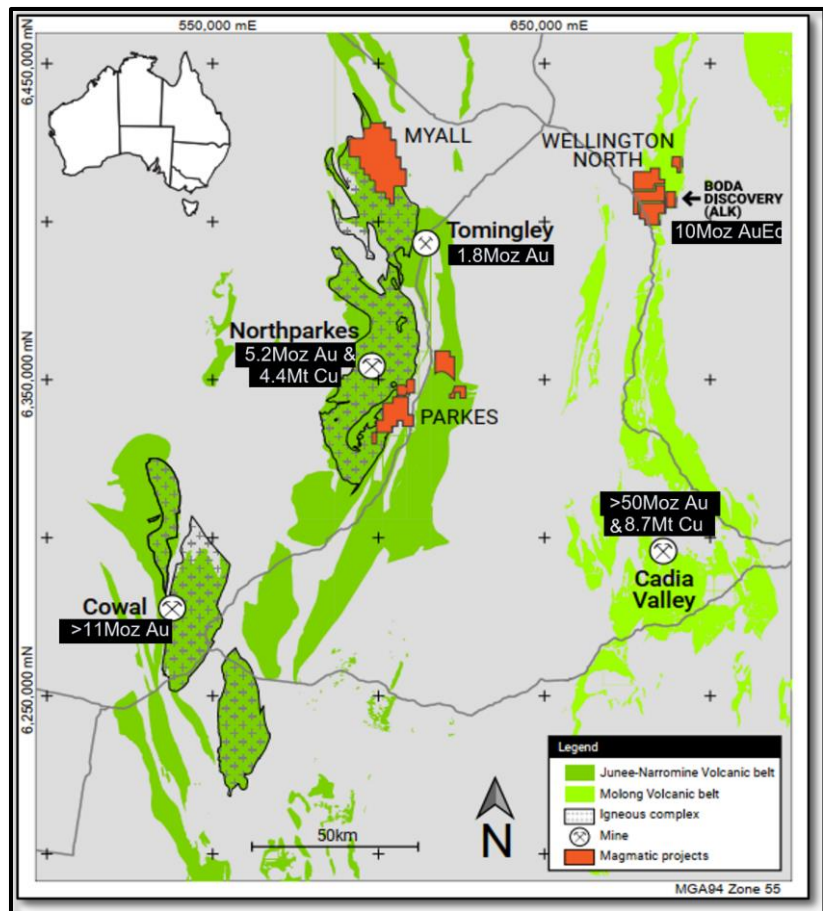 550,000 mE
650,000 mE
6,450,000 mN
MYALL
WELLINGTON
NORTH
BODA
DISCOVERY
(ALK)
10Moz AuEq
Tomingley
1.8Moz Au
Northparkes
5.2Moz Au &
4.4Mt Cu
6,350,000 mN
PARKES
>50Moz Au
& 8.7Mt Cu
Cadia
Valley
Cowal
>11Moz Au
6,250,000 mN
Legend
Junee-Narromine Volcanic belt
Molong Volcanic belt
Igneous complex
Mine
Magmatic projects
50km
N
MGA94 Zone 55